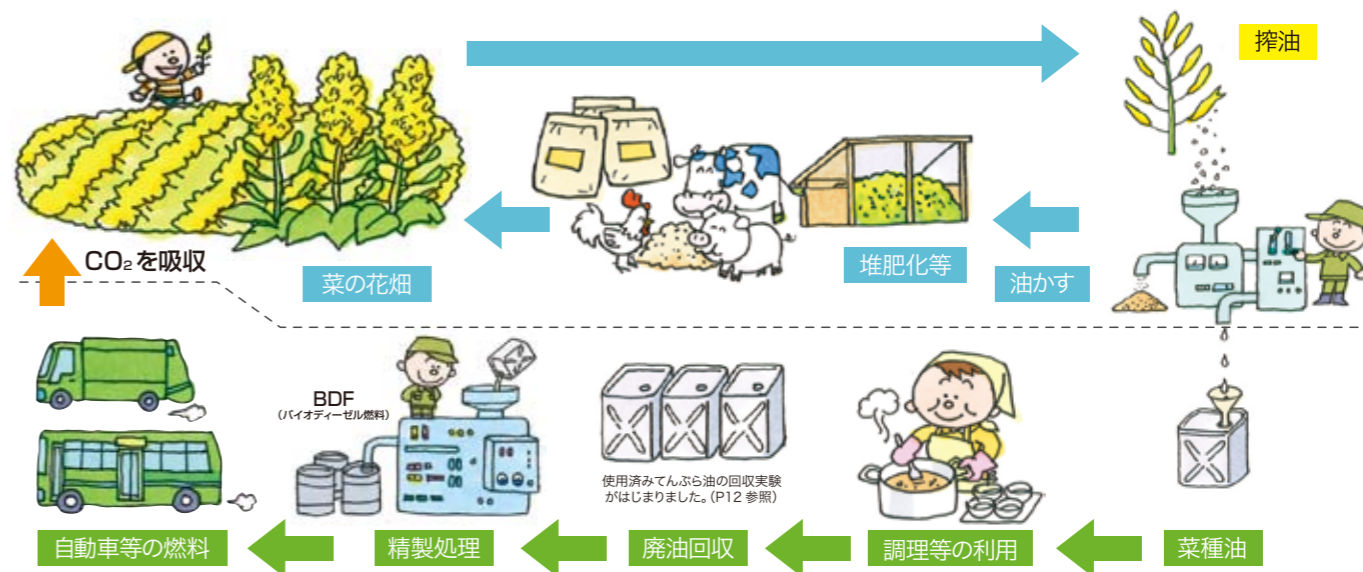 搾油
CO₂を吸収
菜の花畑
堆肥化等
油かす
BDF
(バイオディーゼル燃料)
使用済みてんぷら油の回収実験
がはじまりました。(P12 参照)
自動車等の燃料
精製処理
廃油回収
調理等の利用
菜種油